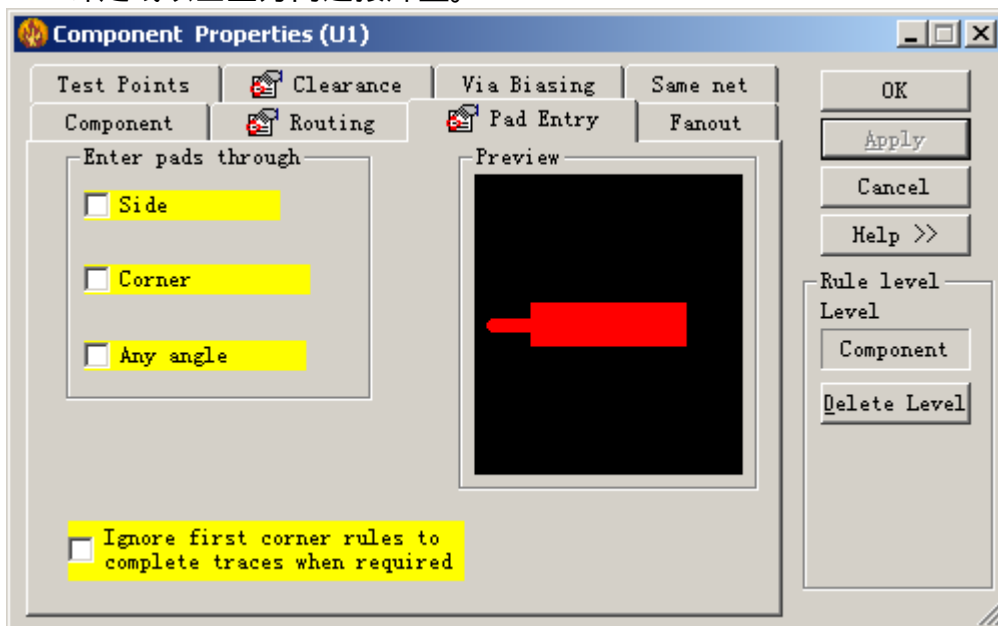 Component Properties (U1)
Test Points
Clearance
Via Biasing
Same net
Component
Routing
Pad Entry
Fanout
Enter pads through
Side
Corner
Any angle
Preview
Ignore first corner rules to
complete traces when required
OK
Apply
Cancel
Help >>
Rule level
Level
Component
Delete Level